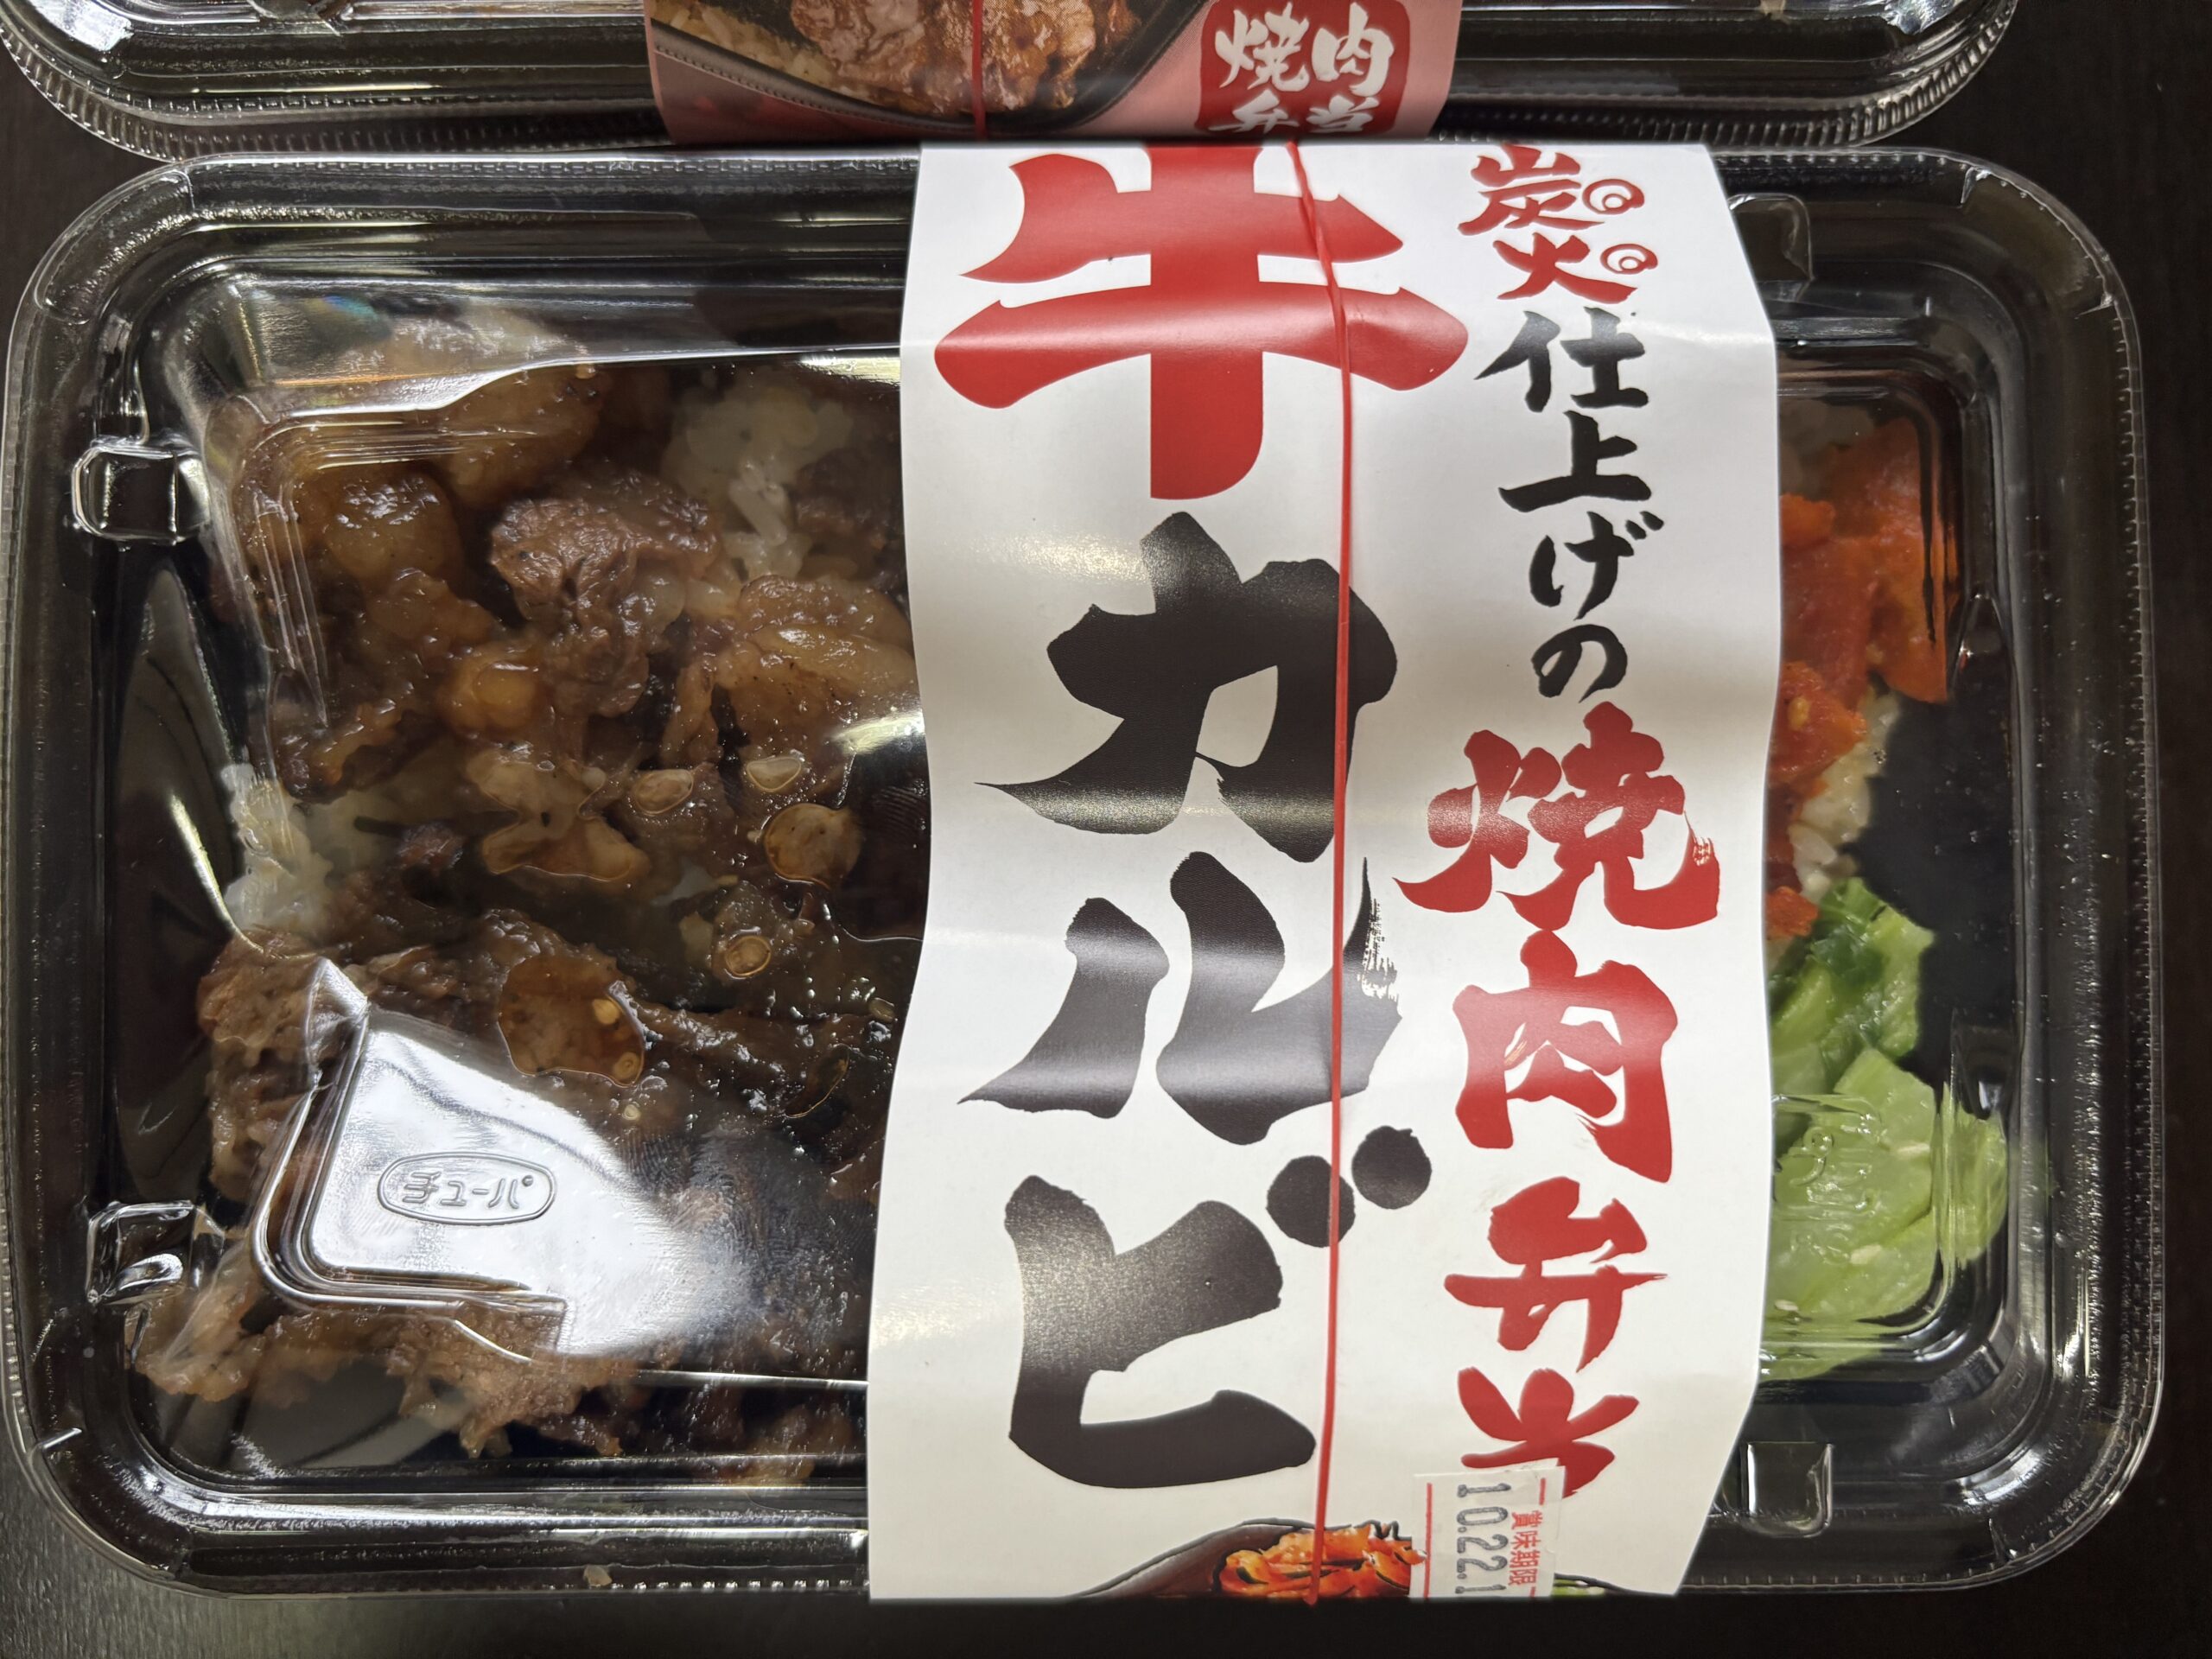 焼肉
弁当
炭火仕上げの焼肉弁当
牛カルビ
チューパ
賞味期限
10.22.1